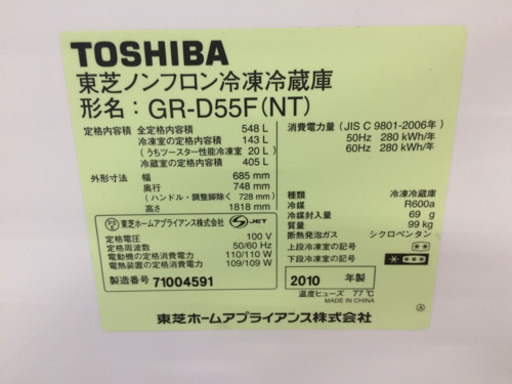 TOSHIBA
東芝ノンフロン冷凍冷蔵庫
形名：GR-D55F(NT)
定格内容積 全定格内容積 548 L
冷凍室の定格内容積 143 L
(うちツースター性能冷凍室 20 L)
冷蔵室の定格内容積 405 L
外形寸法 幅 685 mm
奥行 748 mm
(ハンドル・調整脚除く 728 mm)
高さ 1818 mm
消費電力量 (JIS C 9801-2006年)
50Hz 280 kWh/年
60Hz 280 kWh/年
種類 冷凍冷蔵庫
冷媒 R600a
冷媒封入量 69 g
質量 99 kg
断熱発泡ガス シクロペンタン
上段冷凍室の記号
下段冷凍室の記号
東芝ホームアプライアンス株式会社 JET
定格電圧 100 V
定格周波数 50/60 Hz
電動機の定格消費電力 110/110 W
電熱装置の定格消費電力 109/109 W
製造番号 71004591
2010 年製
温度ヒューズ 77℃
MADE IN CHINA
Ⓐ
東芝ホームアプライアンス株式会社